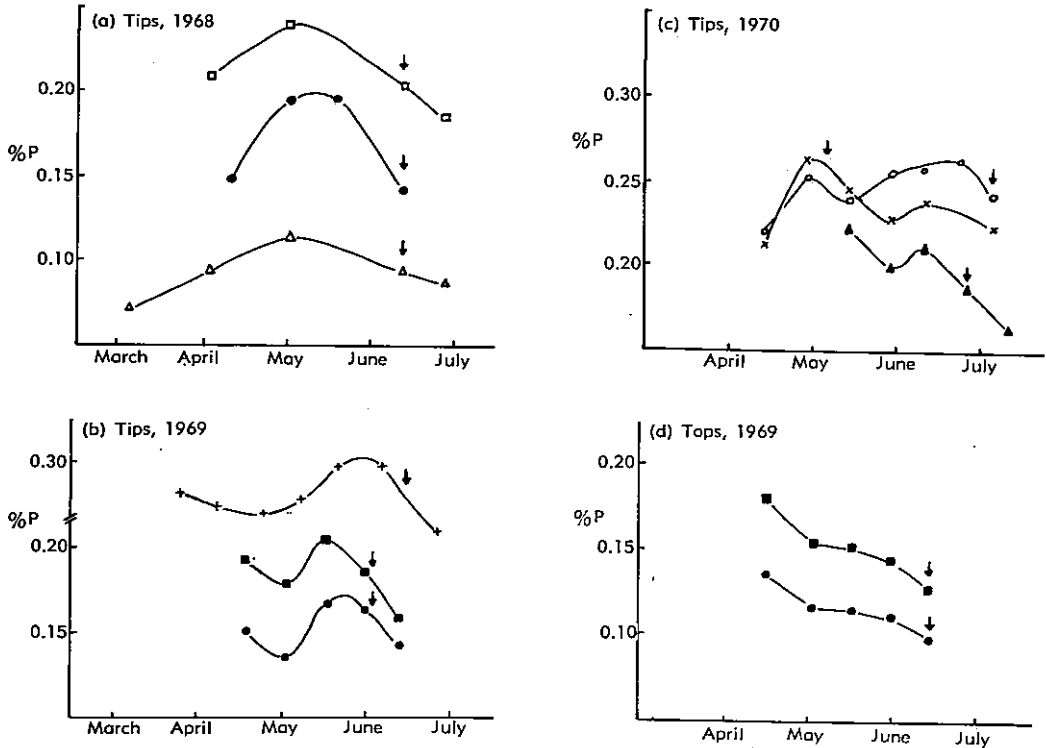 (a) Tips, 1968
0.20
%P
0.15
0.10
March April May June July
(c) Tips, 1970
0.30
%P
0.25
0.20
April May June July
(b) Tips, 1969
0.30
%P
0.20
0.15
March April May June July
(d) Tops, 1969
0.20
%P
0.15
0.10
April May June July